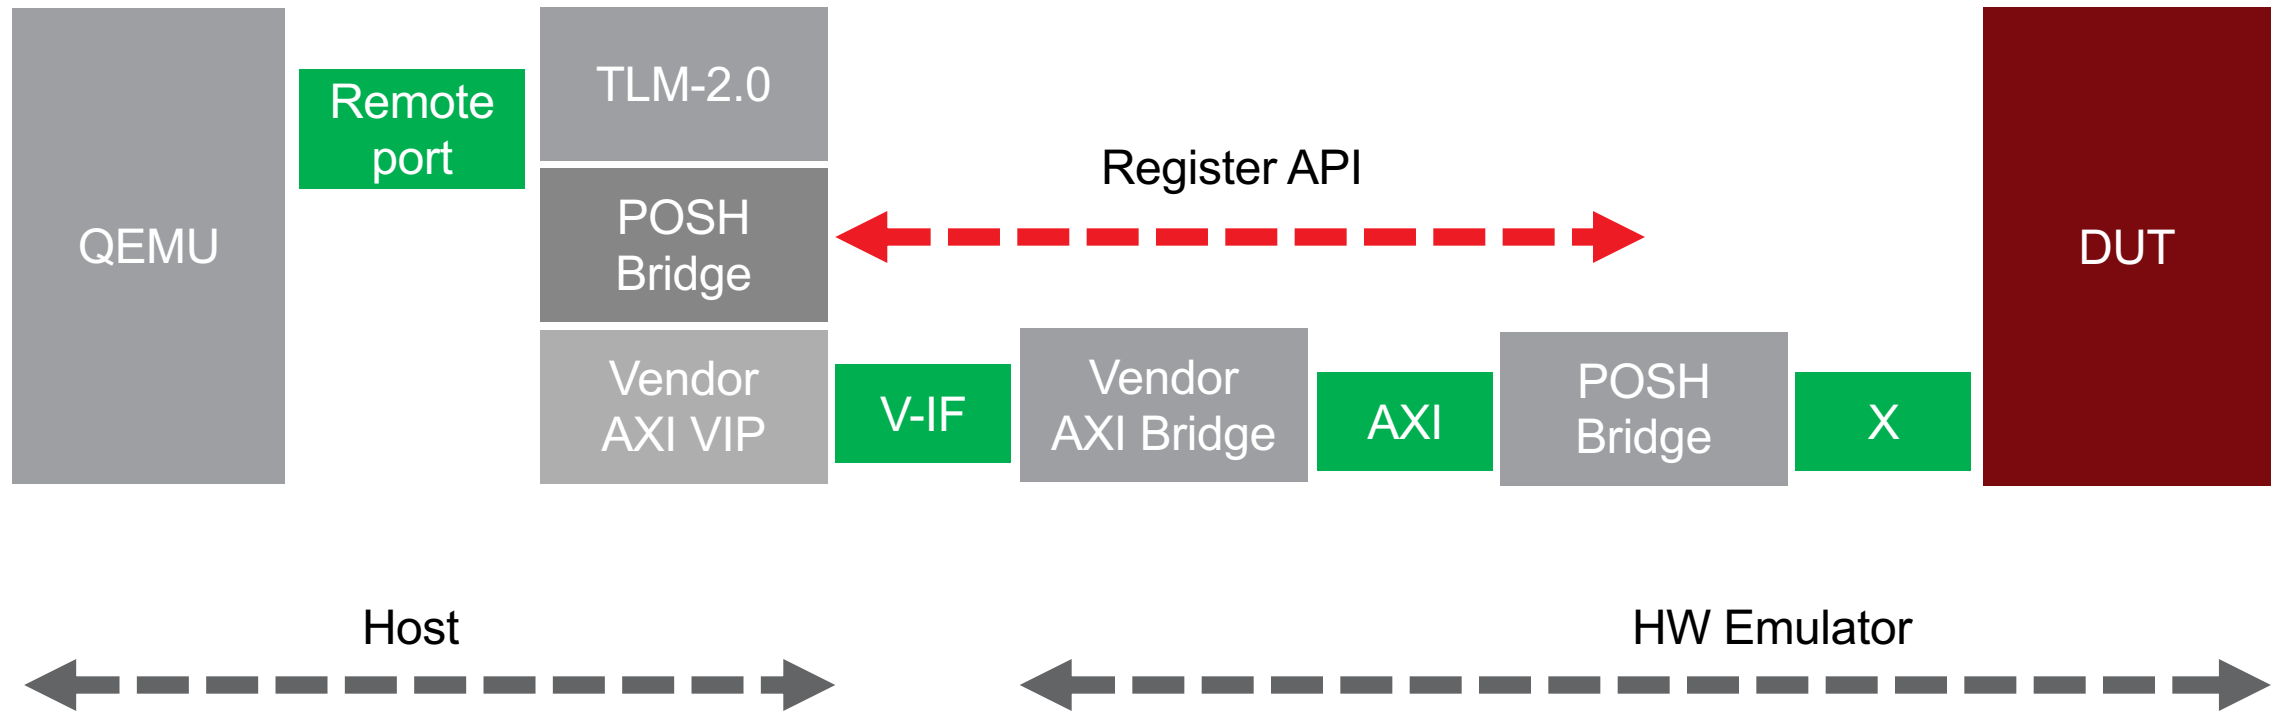 QEMU
Remote
port
TLM-2.0
POSH
Bridge
Vendor
AXI VIP
Register API
V-IF
Vendor
AXI Bridge
AXI
POSH
Bridge
X
DUT
Host
HW Emulator